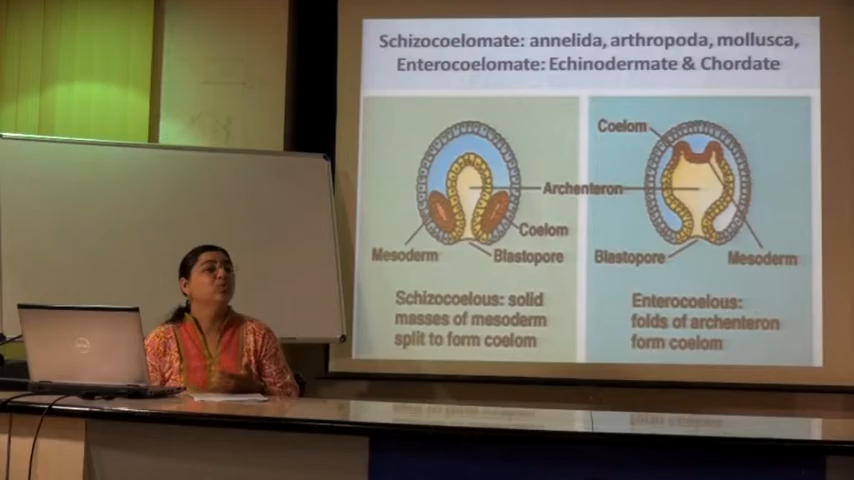 Schizocoelomate: annelida, arthropoda, mollusca,
Enterocoelomate: Echinodermate & Chordate
Coelom
Archenteron
Coelom
Mesoderm
Blastopore
Blastopore
Mesoderm
Schizocoelous: solid
masses of mesoderm
split to form coelom
Enterocoelous:
folds of archenteron
form coelom
hp